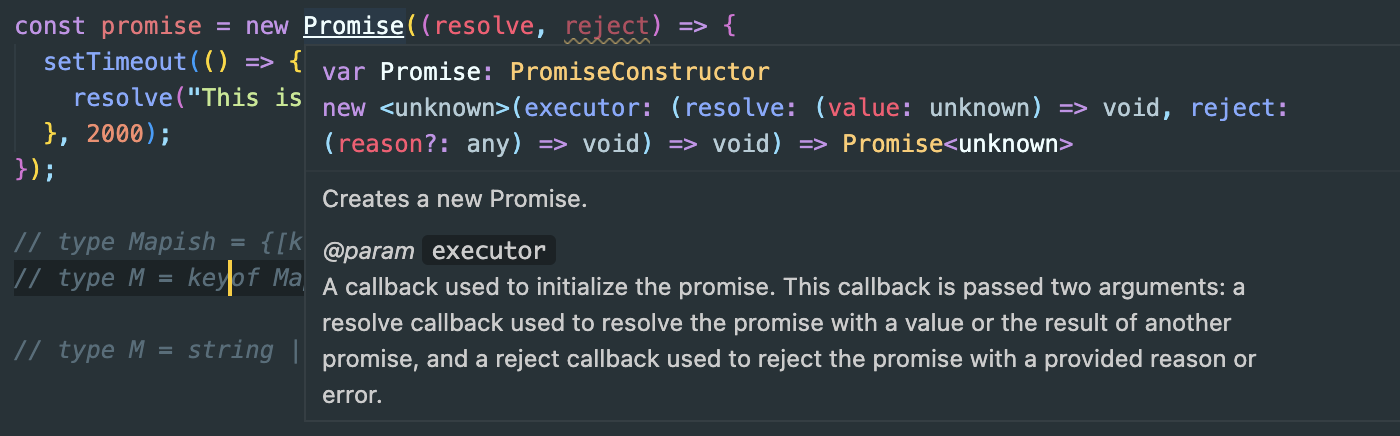 const promise = new Promise((resolve, reject) => {
setTimeout(() => {
resolve("This is
}, 2000);
});
// type Mapish = {[k
// type M = keyof Ma
// type M = string |
var Promise: PromiseConstructor
new <unknown>(executor: (resolve: (value: unknown) => void, reject:
(reason?: any) => void) => void) => Promise<unknown>
Creates a new Promise.
@param executor
A callback used to initialize the promise. This callback is passed two arguments: a
resolve callback used to resolve the promise with a value or the result of another
promise, and a reject callback used to reject the promise with a provided reason or
error.